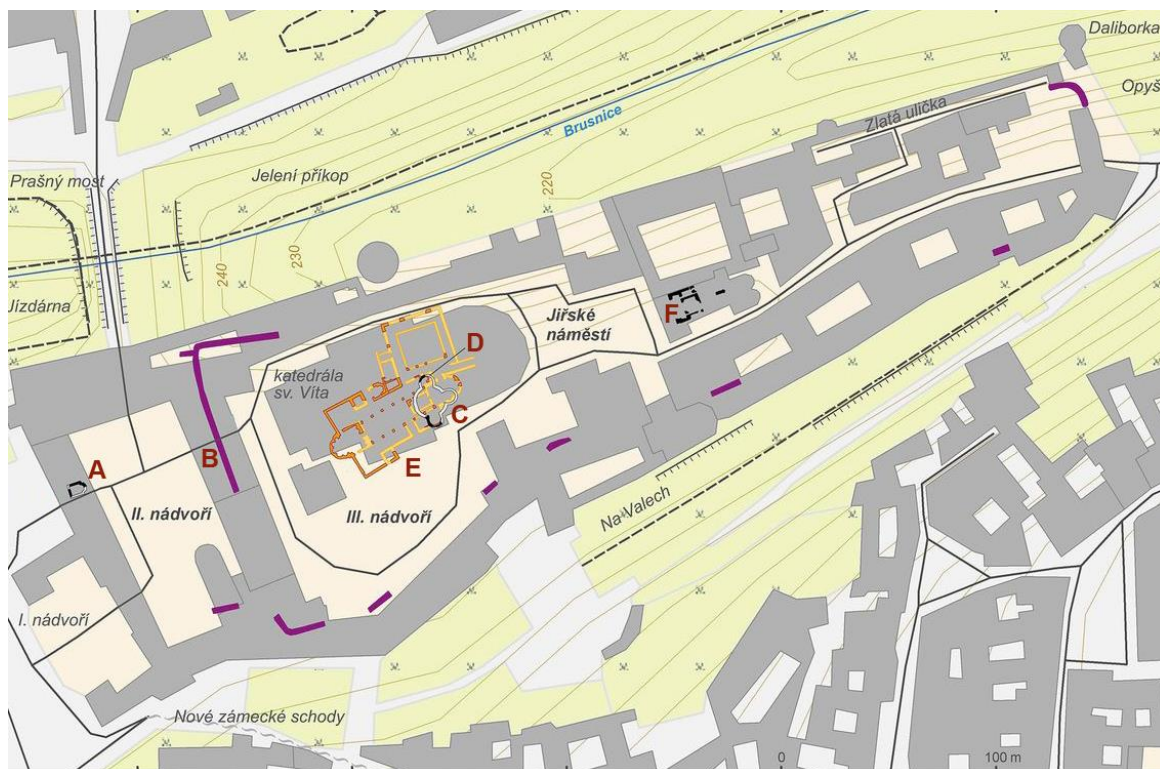 Daliborka
Opyš
Zlatá ulička
Brusnice
Prašný most
Jelení příkop
220
230
240
Jízdárna
F
Jiřské
náměstí
D
katedrála
sv. Víta
C
A
B
E
II. nádvoří
III. nádvoří
Na Valech
I. nádvoří
Nové zámecké schody
0
100 m